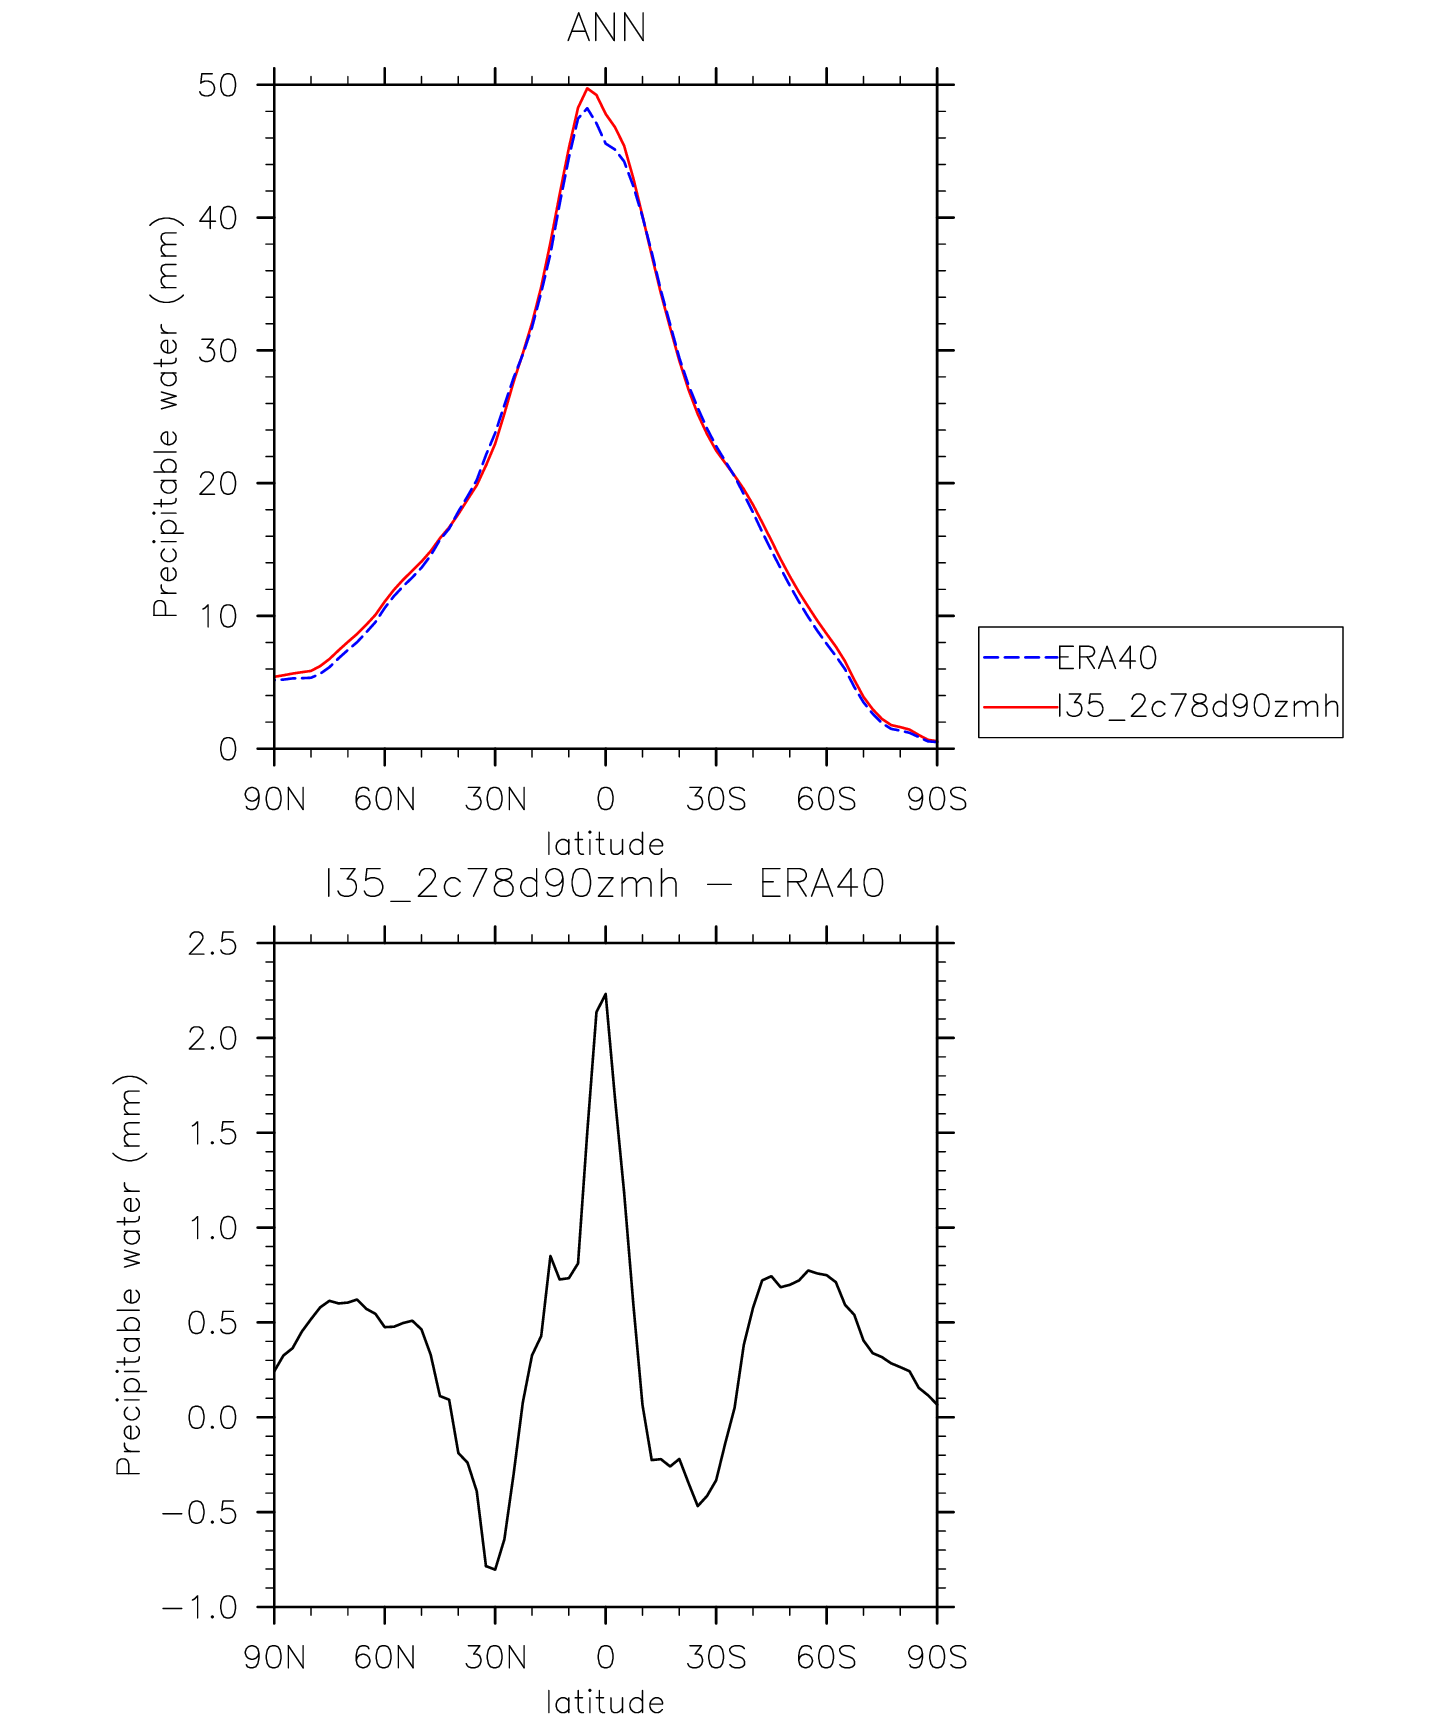 ANN
Precipitable water (mm)
50
40
30
20
10
0
90N 60N 30N 0 30S 60S 90S
latitude
ERA40
I35_2c78d90zmh
I35_2c78d90zmh − ERA40
Precipitable water (mm)
2.5
2.0
1.5
1.0
0.5
0.0
−0.5
−1.0
90N 60N 30N 0 30S 60S 90S
latitude